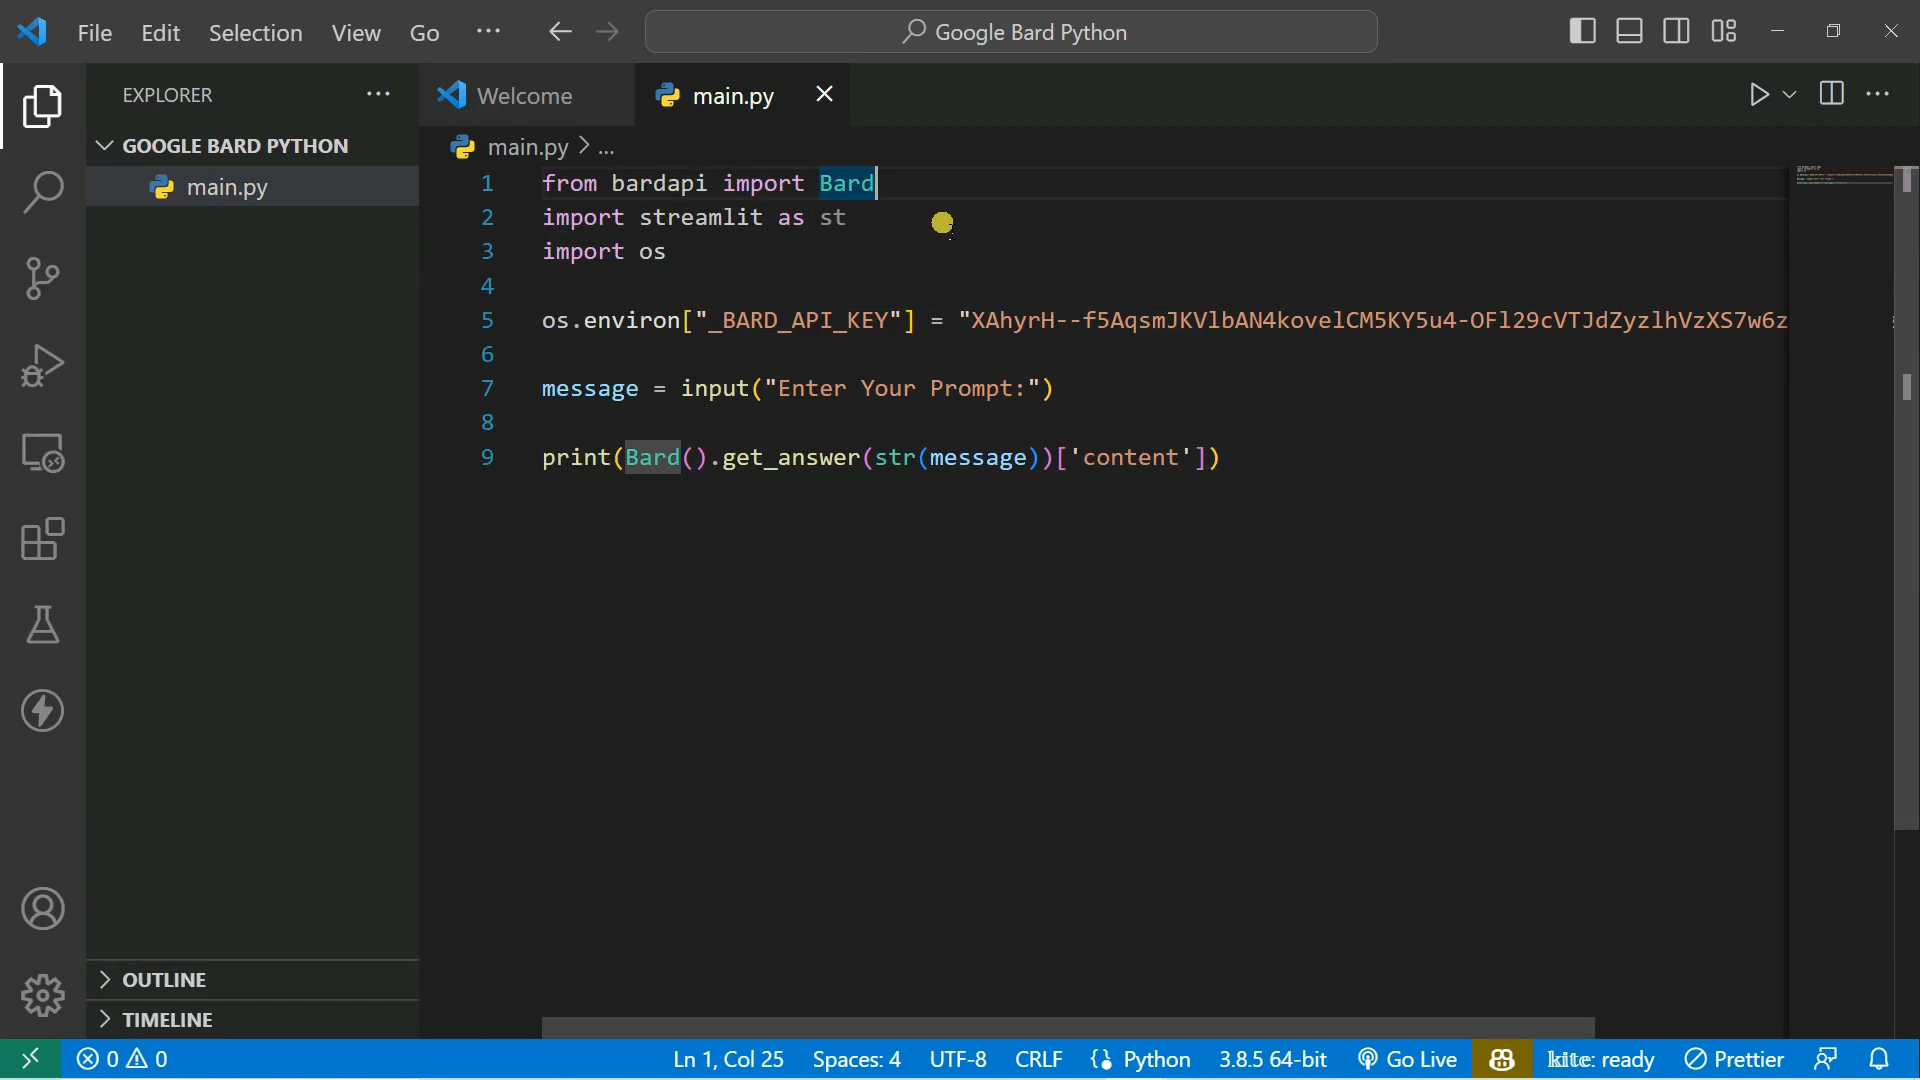 File Edit Selection View Go ... Google Bard Python
EXPLORER ...
GOOGLE BARD PYTHON
main.py
OUTLINE
TIMELINE
Welcome main.py
main.py > ...
1 from bardapi import Bard
2 import streamlit as st
3 import os
4
5 os.environ["_BARD_API_KEY"] = "XAhyrH--f5AqsmJKVlbAN4kovelCM5KY5u4-OFl29cVTJdZyzlhVzXS7w6z
6
7 message = input("Enter Your Prompt:")
8
9 print(Bard().get_answer(str(message))['content'])
0 0 Ln 1, Col 25 Spaces: 4 UTF-8 CRLF Python 3.8.5 64-bit Go Live kite: ready Prettier